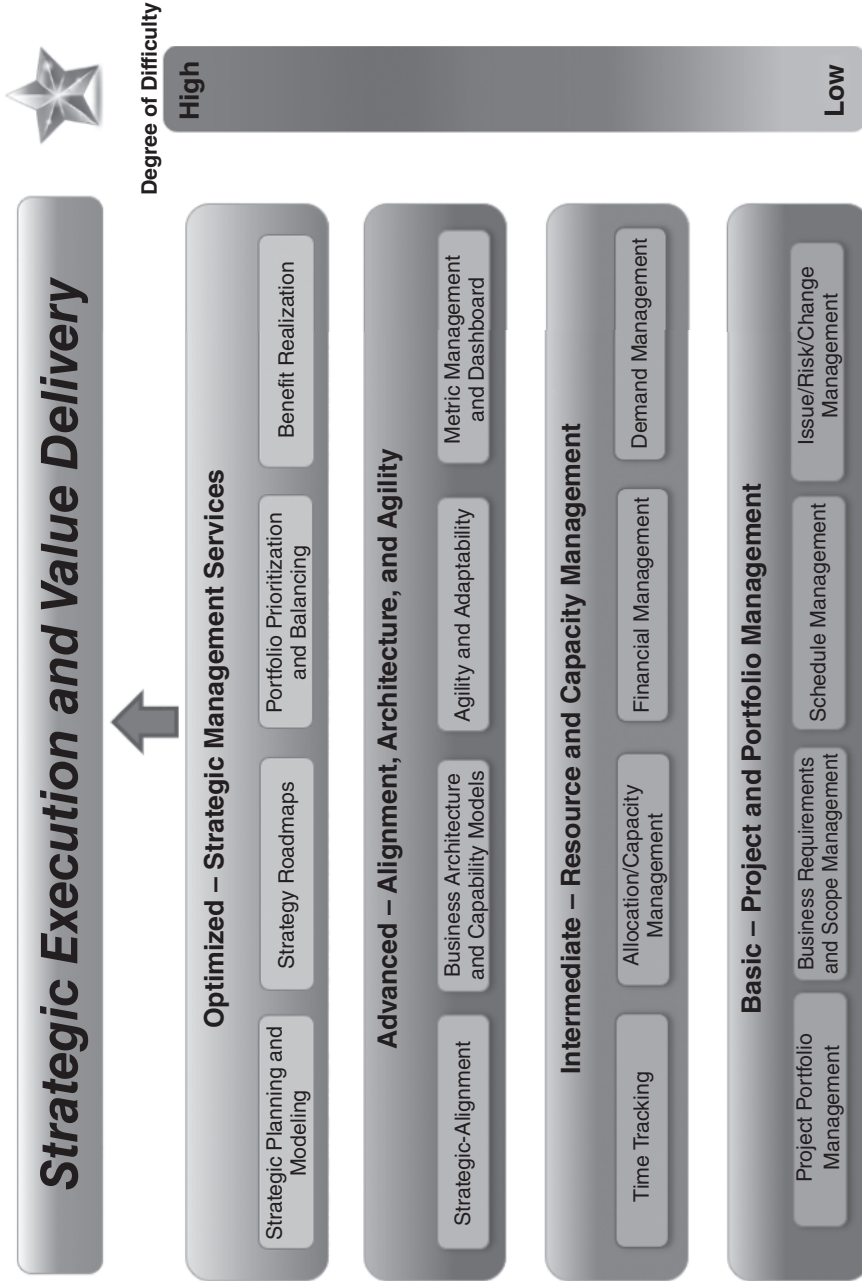 Strategic Execution and Value Delivery
Degree of Difficulty
High
Low
Optimized – Strategic Management Services
Strategic Planning and
Modeling
Strategy Roadmaps
Portfolio Prioritization
and Balancing
Benefit Realization
Advanced – Alignment, Architecture, and Agility
Strategic-Alignment
Business Architecture
and Capability Models
Agility and Adaptability
Metric Management
and Dashboard
Intermediate – Resource and Capacity Management
Time Tracking
Allocation/Capacity
Management
Financial Management
Demand Management
Basic – Project and Portfolio Management
Project Portfolio
Management
Business Requirements
and Scope Management
Schedule Management
Issue/Risk/Change
Management